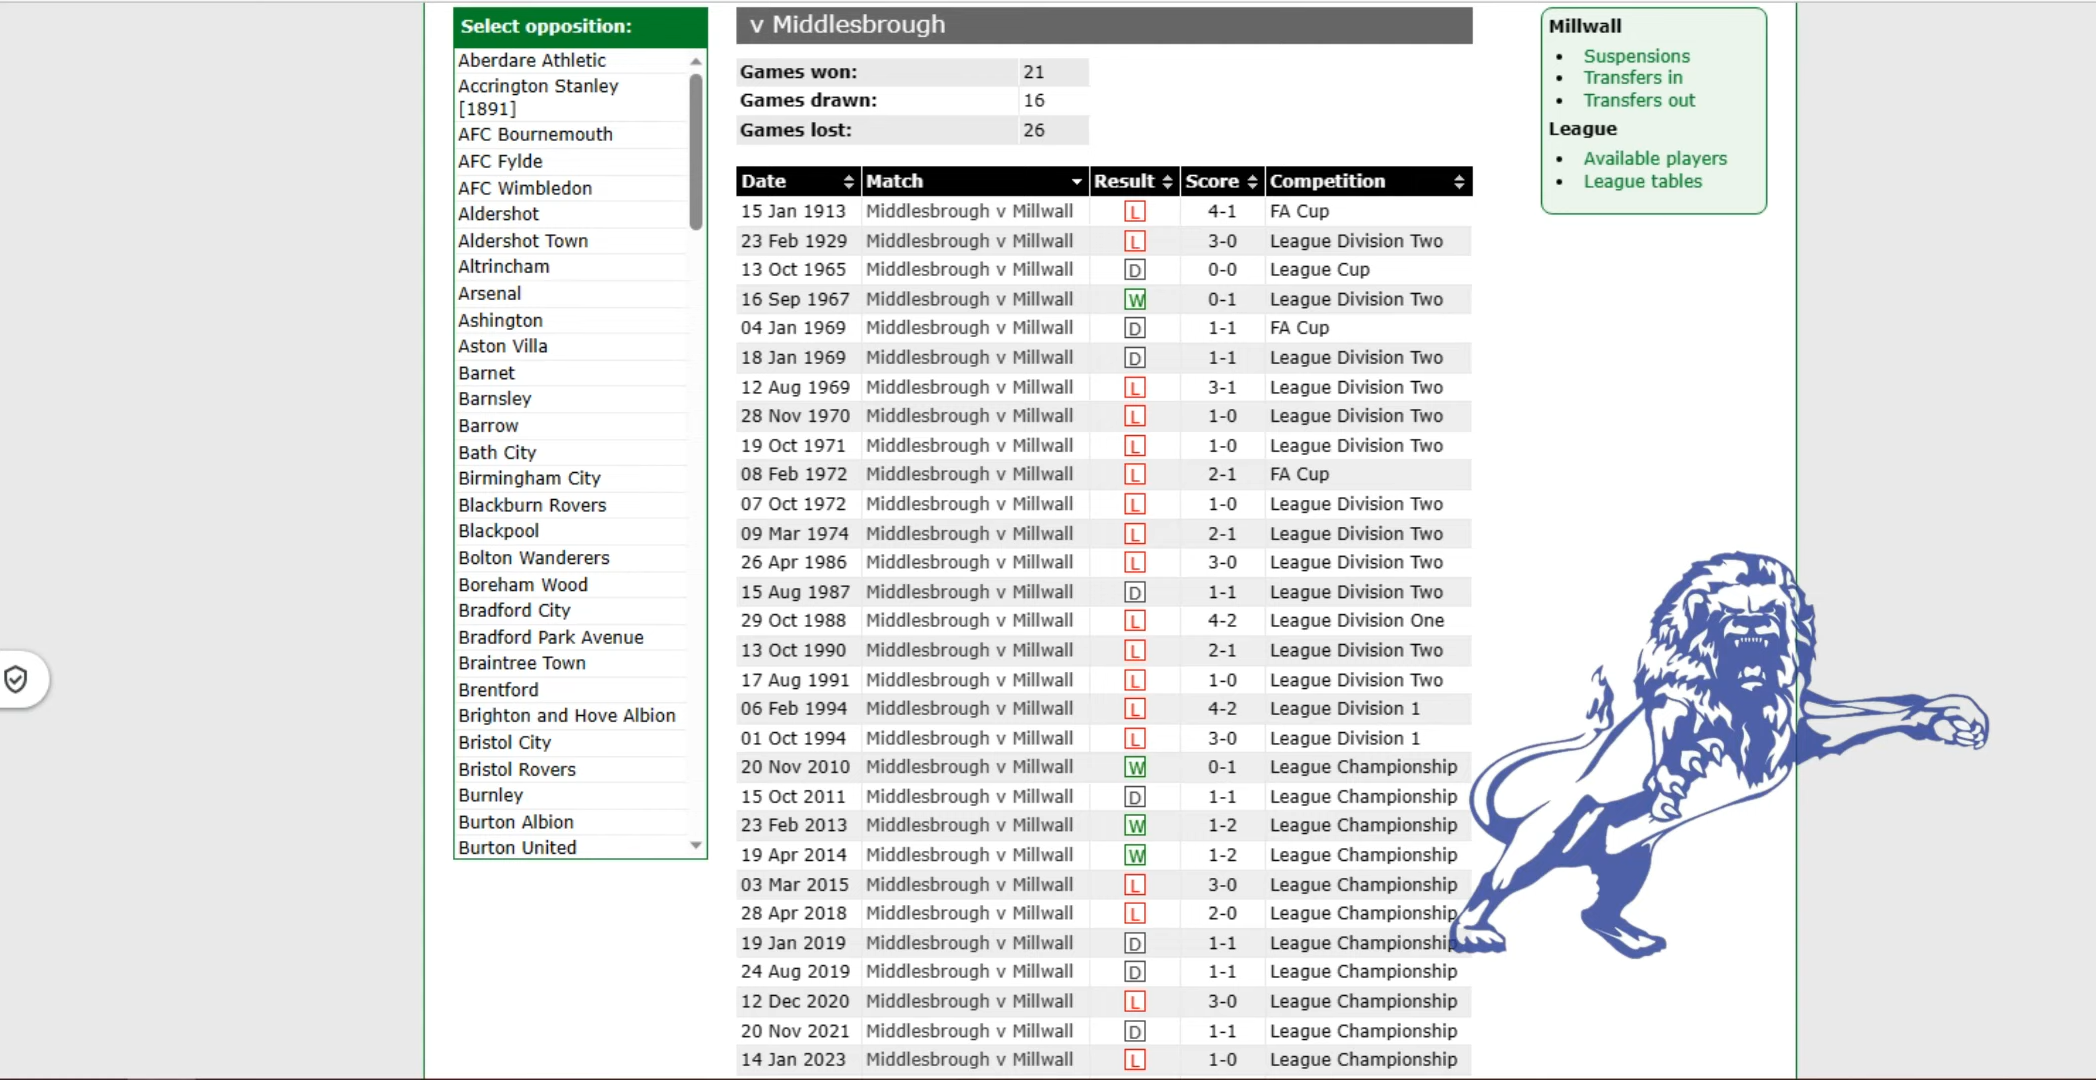 Select opposition:
Aberdare Athletic
Accrington Stanley
[1891]
AFC Bournemouth
AFC Fylde
AFC Wimbledon
Aldershot
Aldershot Town
Altrincham
Arsenal
Ashington
Aston Villa
Barnet
Barnsley
Barrow
Bath City
Birmingham City
Blackburn Rovers
Blackpool
Bolton Wanderers
Boreham Wood
Bradford City
Bradford Park Avenue
Braintree Town
Brentford
Brighton and Hove Albion
Bristol City
Bristol Rovers
Burnley
Burton Albion
Burton United
v Middlesbrough
Games won: 21
Games drawn: 16
Games lost: 26
Date Match Result Score Competition
15 Jan 1913 Middlesbrough v Millwall L 4-1 FA Cup
23 Feb 1929 Middlesbrough v Millwall L 3-0 League Division Two
13 Oct 1965 Middlesbrough v Millwall D 0-0 League Cup
16 Sep 1967 Middlesbrough v Millwall W 0-1 League Division Two
04 Jan 1969 Middlesbrough v Millwall D 1-1 FA Cup
18 Jan 1969 Middlesbrough v Millwall D 1-1 League Division Two
12 Aug 1969 Middlesbrough v Millwall L 3-1 League Division Two
28 Nov 1970 Middlesbrough v Millwall L 1-0 League Division Two
19 Oct 1971 Middlesbrough v Millwall L 1-0 League Division Two
08 Feb 1972 Middlesbrough v Millwall L 2-1 FA Cup
07 Oct 1972 Middlesbrough v Millwall L 1-0 League Division Two
09 Mar 1974 Middlesbrough v Millwall L 2-1 League Division Two
26 Apr 1986 Middlesbrough v Millwall L 3-0 League Division Two
15 Aug 1987 Middlesbrough v Millwall D 1-1 League Division Two
29 Oct 1988 Middlesbrough v Millwall L 4-2 League Division One
13 Oct 1990 Middlesbrough v Millwall L 2-1 League Division Two
17 Aug 1991 Middlesbrough v Millwall L 1-0 League Division Two
06 Feb 1994 Middlesbrough v Millwall L 4-2 League Division 1
01 Oct 1994 Middlesbrough v Millwall L 3-0 League Division 1
20 Nov 2010 Middlesbrough v Millwall W 0-1 League Championship
15 Oct 2011 Middlesbrough v Millwall D 1-1 League Championship
23 Feb 2013 Middlesbrough v Millwall W 1-2 League Championship
19 Apr 2014 Middlesbrough v Millwall W 1-2 League Championship
03 Mar 2015 Middlesbrough v Millwall L 3-0 League Championship
28 Apr 2018 Middlesbrough v Millwall L 2-0 League Championship
19 Jan 2019 Middlesbrough v Millwall D 1-1 League Championship
24 Aug 2019 Middlesbrough v Millwall D 1-1 League Championship
12 Dec 2020 Middlesbrough v Millwall L 3-0 League Championship
20 Nov 2021 Middlesbrough v Millwall D 1-1 League Championship
14 Jan 2023 Middlesbrough v Millwall L 1-0 League Championship
Millwall
• Suspensions
• Transfers in
• Transfers out
League
• Available players
• League tables